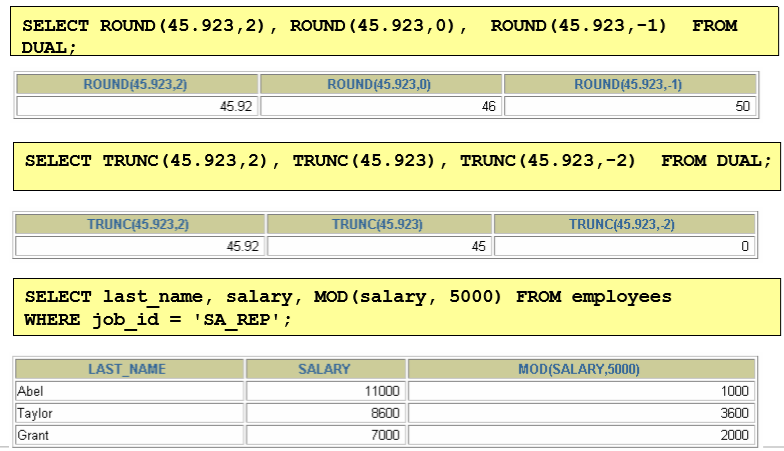 SELECT ROUND(45.923,2), ROUND(45.923,0), ROUND(45.923,-1) FROM
DUAL;
ROUND(45.923,2) ROUND(45.923,0) ROUND(45.923,-1)
45.92 46 50
SELECT TRUNC(45.923,2), TRUNC(45.923), TRUNC(45.923,-2) FROM DUAL;
TRUNC(45.923,2) TRUNC(45.923) TRUNC(45.923,-2)
45.92 45 0
SELECT last_name, salary, MOD(salary, 5000) FROM employees
WHERE job_id = 'SA_REP';
LAST_NAME SALARY MOD(SALARY,5000)
Abel 11000 1000
Taylor 8600 3600
Grant 7000 2000